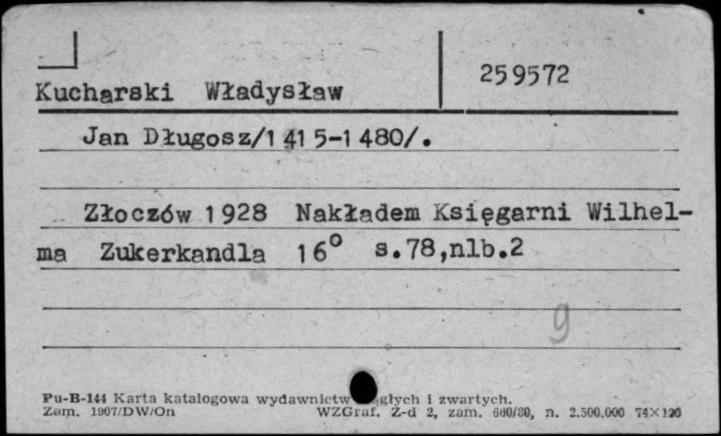 259572
Kucharski Władysław
Jan Długosz/1415-1480/.
Złoczów 1928 Nakładem Księgarni Wilhel-
ma Zukerkandla 16° s.78,nlb.2
9
Pu-B-144 Karta katalogowa wydawnictw głych i zwartych.
Zam. 1907/DW/On WZGraf. Z-d 2, zam. 660/80, n. 2.500.000 74×120